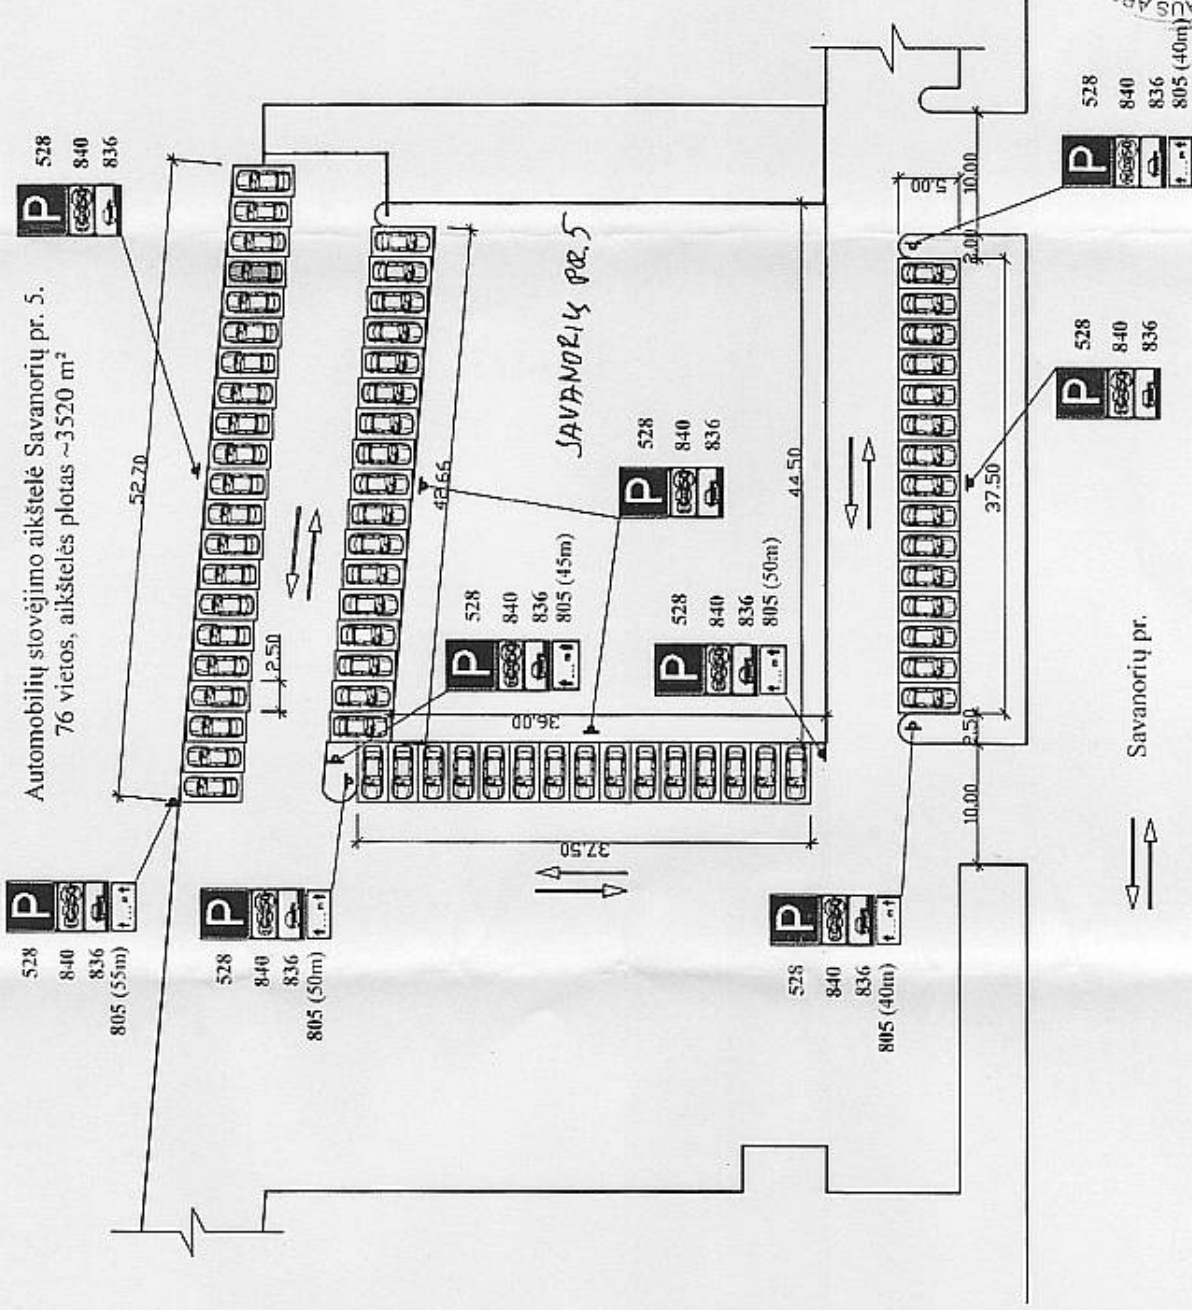 Automobilių stovėjimo aikštelė Savanorių pr. 5.
76 vietos, aikštelės plotas ~3520 m²
P
528
840
836
52.70
P
528
840
836
805 (55m)
2.50
42.66
SAVANORIŲ PR. 5
P
528
840
836
805 (50m)
P
528
840
836
805 (45m)
P
528
840
836
36.00
37.50
44.50
P
528
840
836
805 (50m)
5.00
10.00
2.00
37.50
2.5
10.00
P
528
840
836
805 (40m)
P
528
840
836
P
528
840
836
805 (40m)
Savanorių pr.